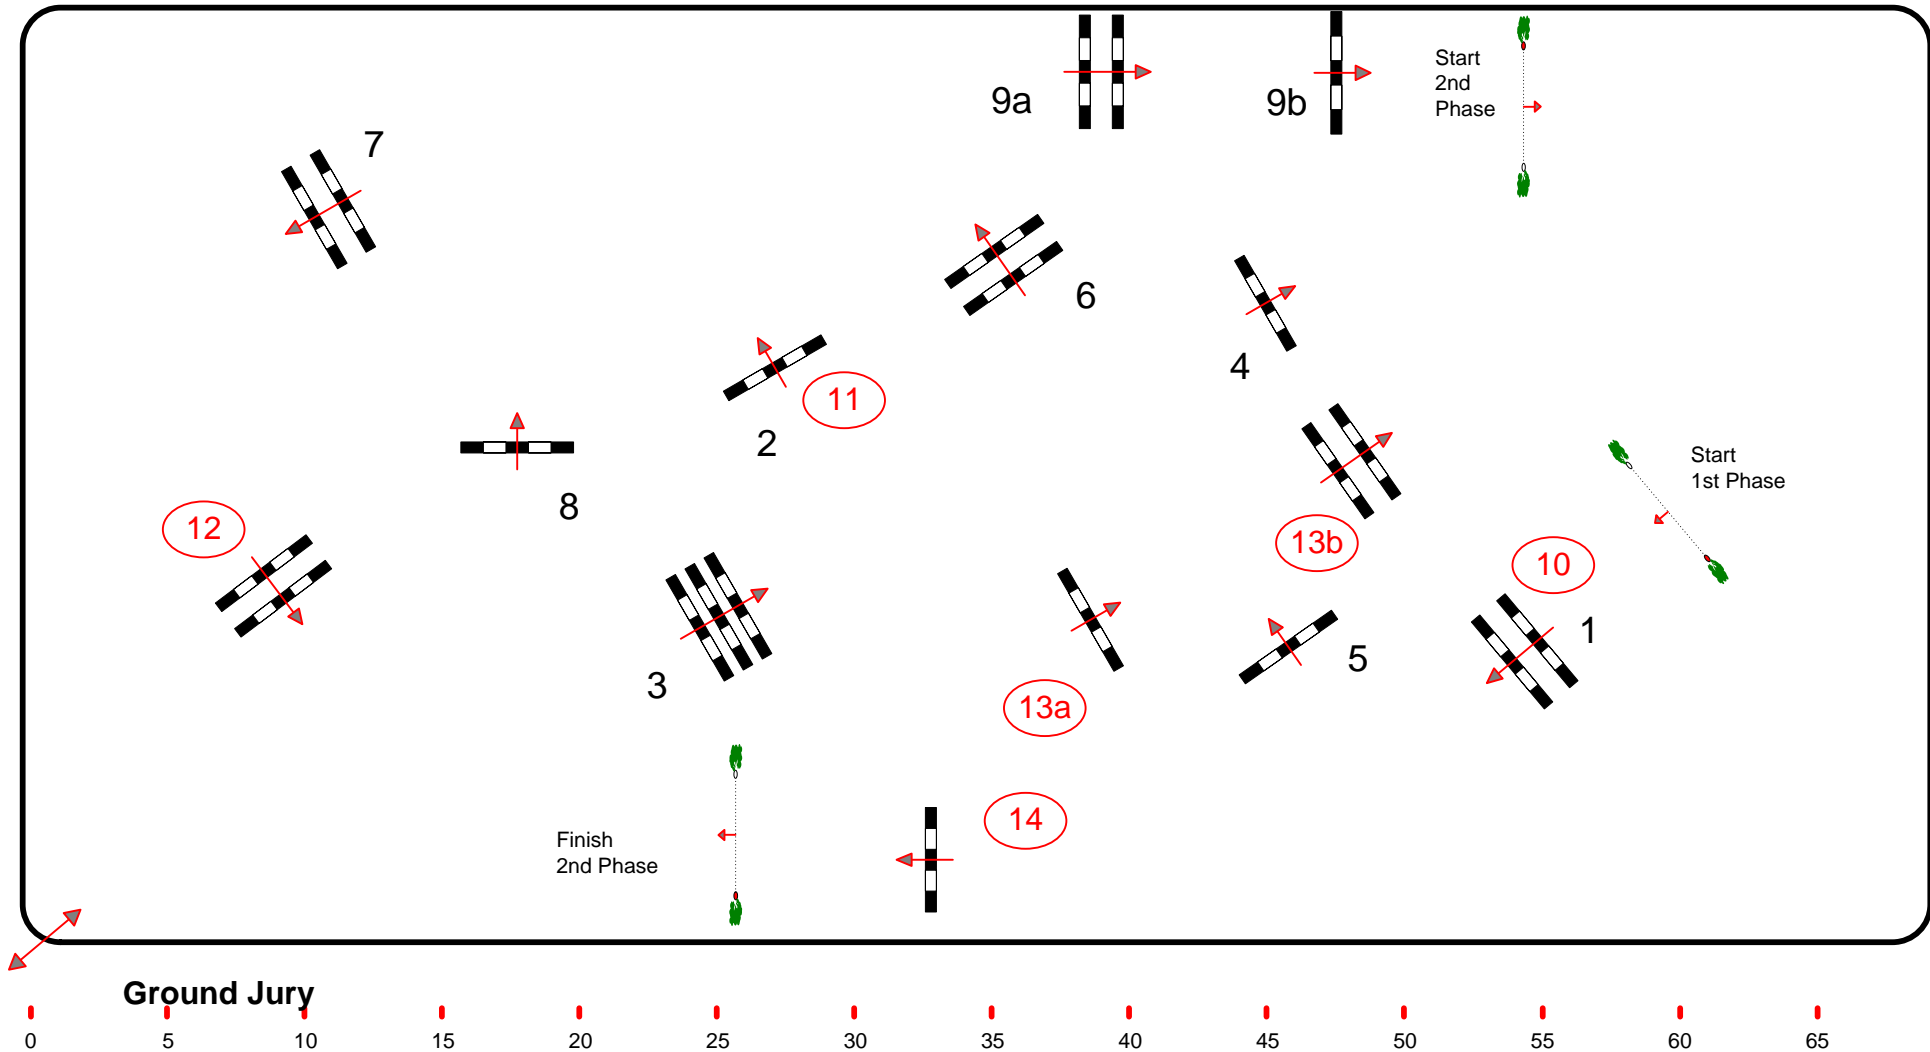 9a
9b
Start
2nd
Phase
7
6
4
11
2
Start
1st Phase
8
12
13b
10
1
5
3
13a
14
Finish
2nd Phase
Ground Jury
0 5 10 15 20 25 30 35 40 45 50 55 60 65